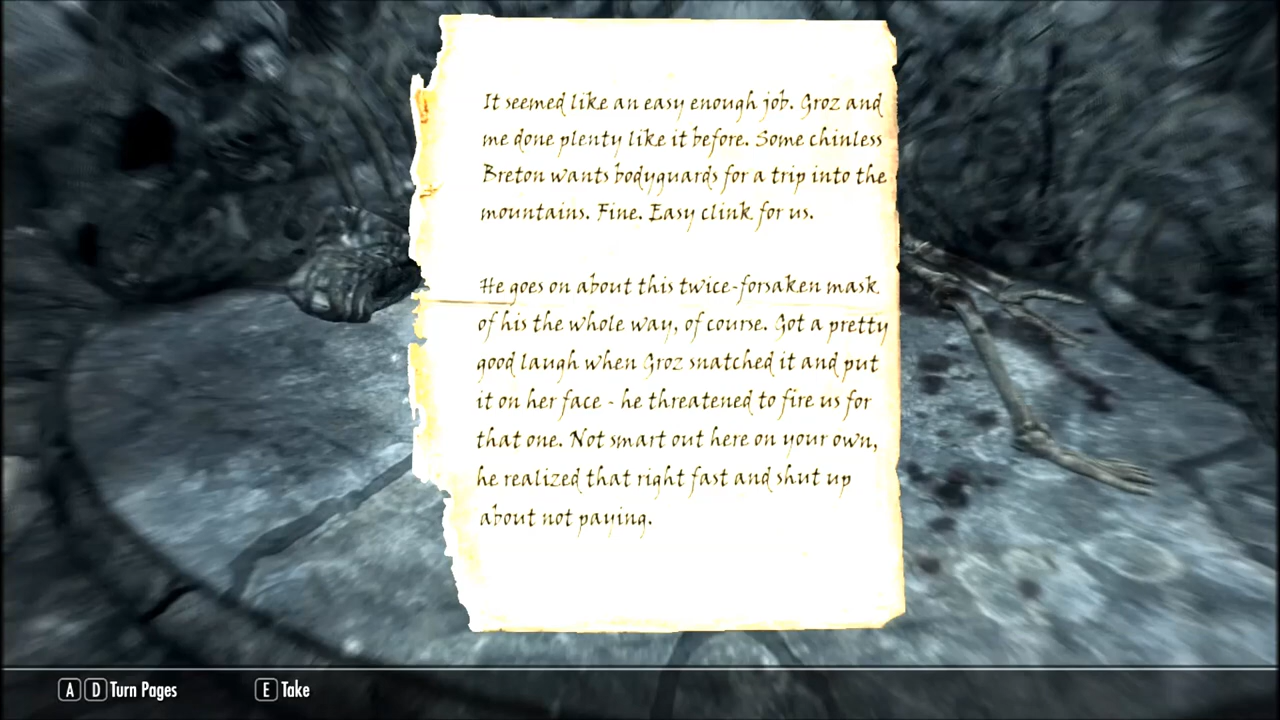 It seemed like an easy enough job. Groz and
me done plenty like it before. Some chinless
Breton wants bodyguards for a trip into the
mountains. Fine. Easy clink for us.
He goes on about this twice-forsaken mask
of his the whole way, of course. Got a pretty
good laugh when Groz snatched it and put
it on her face - he threatened to fire us for
that one. Not smart out here on your own,
he realized that right fast and shut up
about not paying.
A D Turn Pages E Take